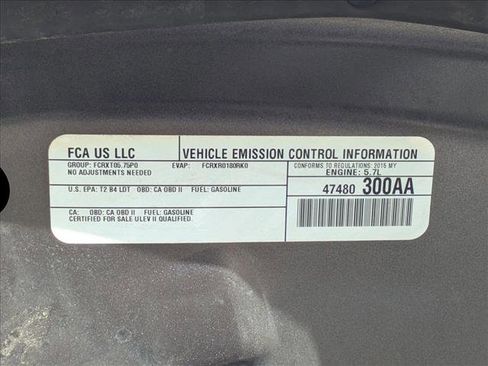 FCA US LLC
VEHICLE EMISSION CONTROL INFORMATION
GROUP: FCRXT05.75P0 EVAP: FCRXR0180RK0
NO ADJUSTMENTS NEEDED
CONFORMS TO REGULATIONS: 2015 MY
ENGINE: 5.7L
U.S. EPA: T2 B4 LDT OBD: CA OBD II FUEL: GASOLINE
47480 300AA
CA: OBD: CA OBD II FUEL: GASOLINE
CERTIFIED FOR SALE ULEV II QUALIFIED.